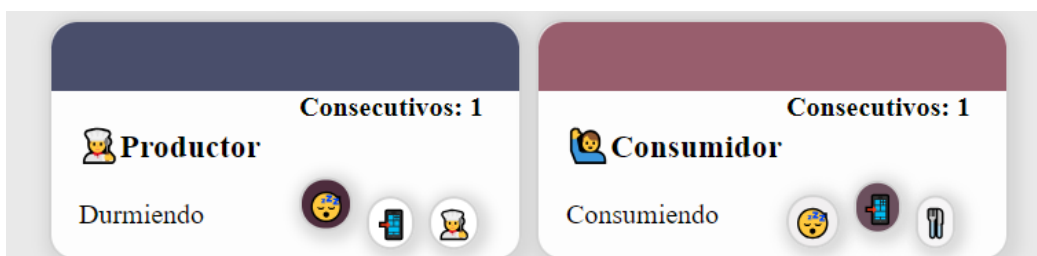 Consecutivos: 1
Productor
Durmiendo
Consecutivos: 1
Consumidor
Consumiendo